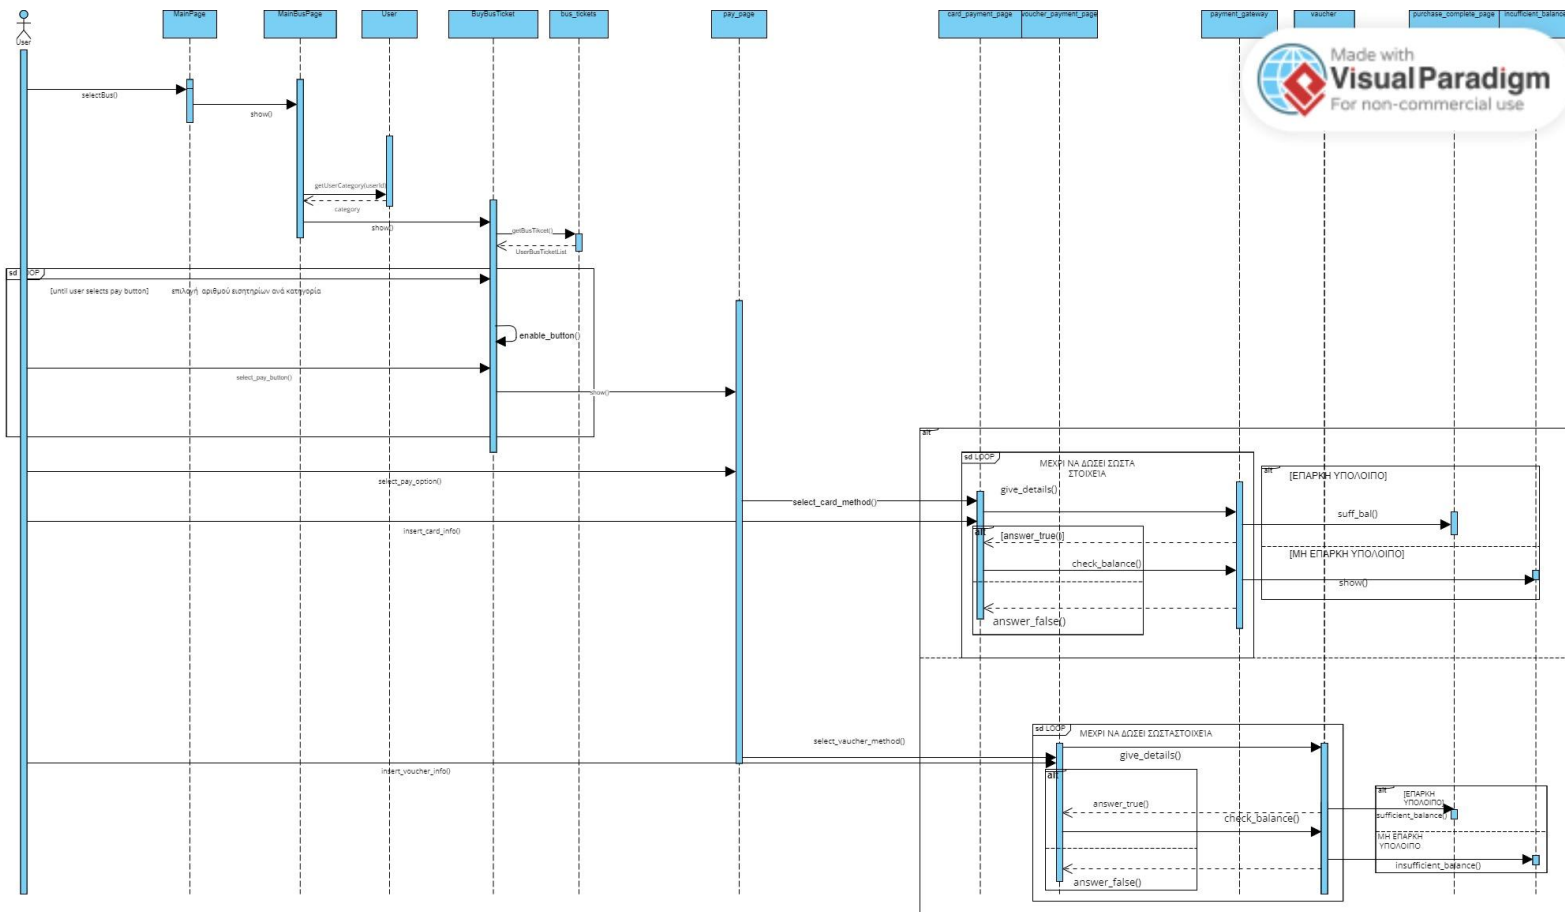 MainPage
MainBusPage
User
BuyBusTicket
bus_tickets
pay_page
card_payment_page
voucher_payment_page
payment_gateway
vaucher
purchase_complete_page
insufficient_balance
User
Made with
Visual Paradigm
For non-commercial use
selectBus()
show()
getUserCategory(userId)
category
show()
getBusTikcet()
UserBusTicketList
sd LOOP
[until user selects pay button]
επιλογή αριθμού εισητηρίων ανά κατηγορία
enable_button()
select_pay_button()
show()
alt
sd LOOP
ΜΕΧΡΙ ΝΑ ΔΩΣΕΙ ΣΩΣΤΑ
ΣΤΟΙΧΕΊΑ
alt
[ΕΠΑΡΚΗ ΥΠΟΛΟΙΠΟ]
select_pay_option()
give_details()
select_card_method()
suff_bal()
insert_card_info()
alt
[answer_true()]
[ΜΗ ΕΠΑΡΚΗ ΥΠΟΛΟΙΠΟ]
check_balance()
show()
answer_false()
sd LOOP
ΜΕΧΡΙ ΝΑ ΔΩΣΕΙ ΣΩΣΤΑΣΤΟΙΧΕΊΑ
select_vaucher_method()
give_details()
insert_voucher_info()
alt
alt
[ΕΠΑΡΚΗ
ΥΠΟΛΟΙΠΟ]
answer_true()
sufficient_balance()
check_balance()
ΜΗ ΕΠΑΡΚΗ
ΥΠΟΛΟΙΠΟ
insufficient_balance()
answer_false()